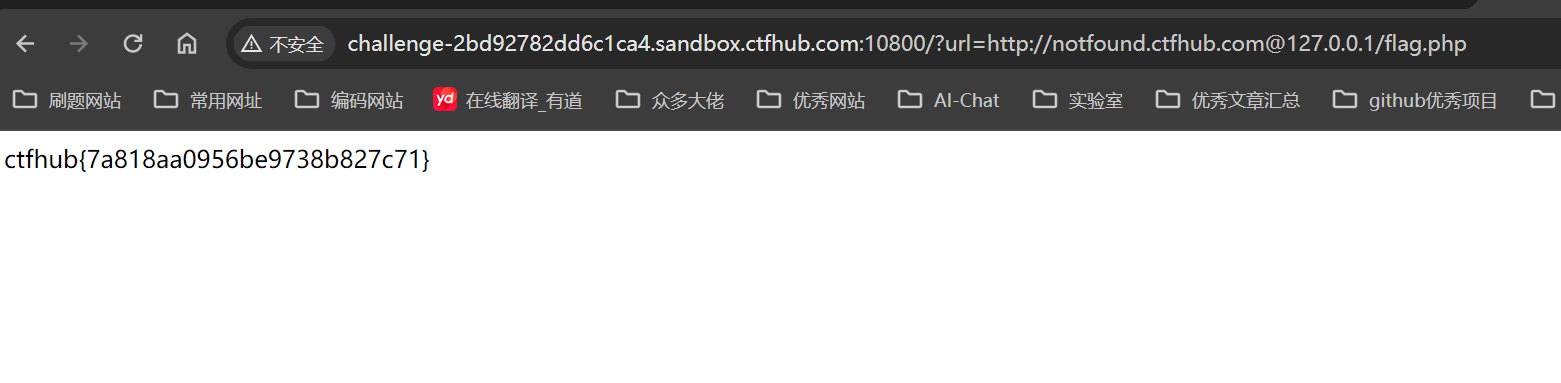 不安全 challenge-2bd92782dd6c1ca4.sandbox.ctfhub.com:10800/?url=http://notfound.ctfhub.com@127.0.0.1/flag.php
刷题网站 常用网址 编码网站 yd 在线翻译_有道 众多大佬 优秀网站 AI-Chat 实验室 优秀文章汇总 github优秀项目
ctfhub{7a818aa0956be9738b827c71}